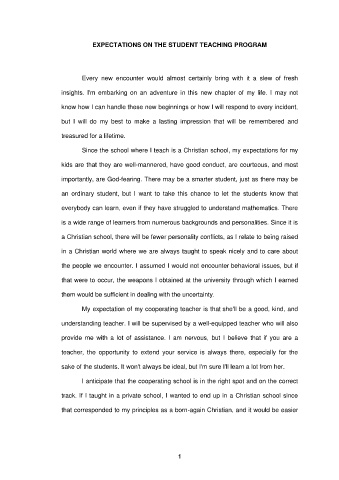 EXPECTATIONS ON THE STUDENT TEACHING PROGRAM
Every new encounter would almost certainly bring with it a slew of fresh
insights. I'm embarking on an adventure in this new chapter of my life. I may not
know how I can handle these new beginnings or how I will respond to every incident,
but I will do my best to make a lasting impression that will be remembered and
treasured for a lifetime.
Since the school where I teach is a Christian school, my expectations for my
kids are that they are well-mannered, have good conduct, are courteous, and most
importantly, are God-fearing. There may be a smarter student, just as there may be
an ordinary student, but I want to take this chance to let the students know that
everybody can learn, even if they have struggled to understand mathematics. There
is a wide range of learners from numerous backgrounds and personalities. Since it is
a Christian school, there will be fewer personality conflicts, as I relate to being raised
in a Christian world where we are always taught to speak nicely and to care about
the people we encounter. I assumed I would not encounter behavioral issues, but if
that were to occur, the weapons I obtained at the university through which I earned
them would be sufficient in dealing with the uncertainty.
My expectation of my cooperating teacher is that she'll be a good, kind, and
understanding teacher. I will be supervised by a well-equipped teacher who will also
provide me with a lot of assistance. I am nervous, but I believe that if you are a
teacher, the opportunity to extend your service is always there, especially for the
sake of the students. It won't always be ideal, but I'm sure I'll learn a lot from her.
I anticipate that the cooperating school is in the right spot and on the correct
track. If I taught in a private school, I wanted to end up in a Christian school since
that corresponded to my principles as a born-again Christian, and it would be easier
1